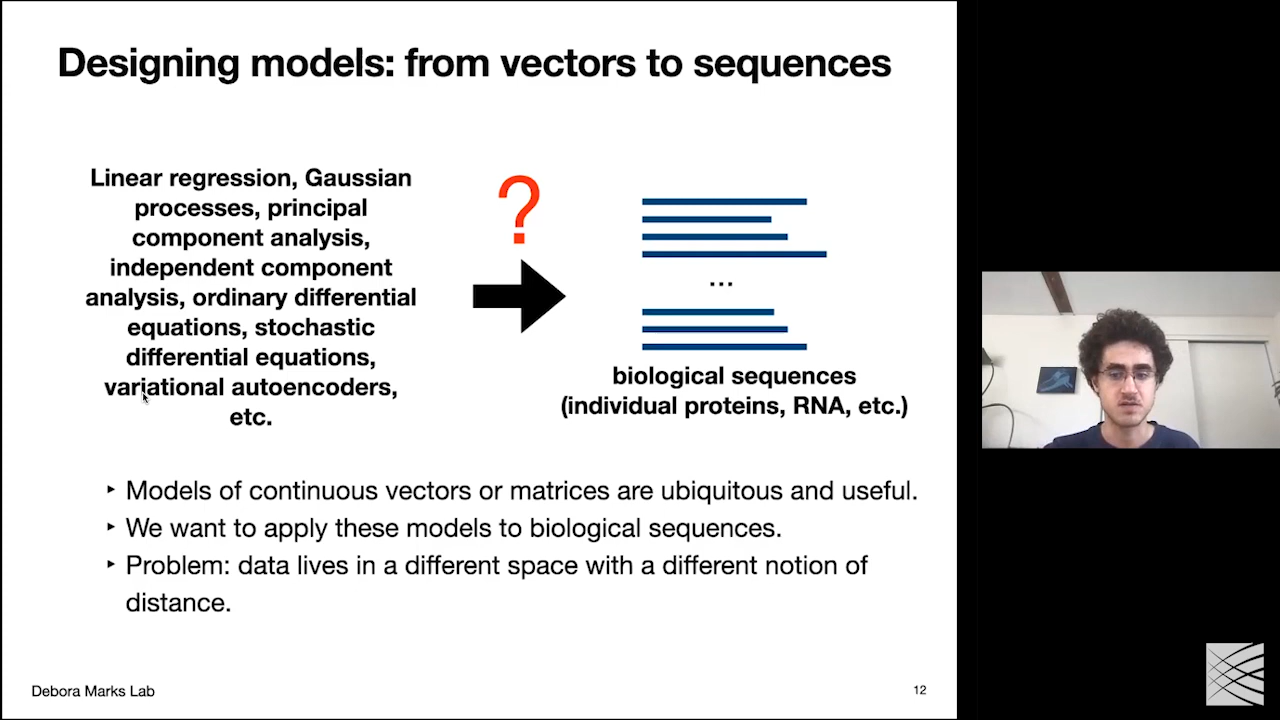 Designing models: from vectors to sequences
Linear regression, Gaussian
processes, principal
component analysis,
independent component
analysis, ordinary differential
equations, stochastic
differential equations,
variational autoencoders,
etc.
?
...
biological sequences
(individual proteins, RNA, etc.)
‣ Models of continuous vectors or matrices are ubiquitous and useful.
‣ We want to apply these models to biological sequences.
‣ Problem: data lives in a different space with a different notion of
distance.
Debora Marks Lab
12